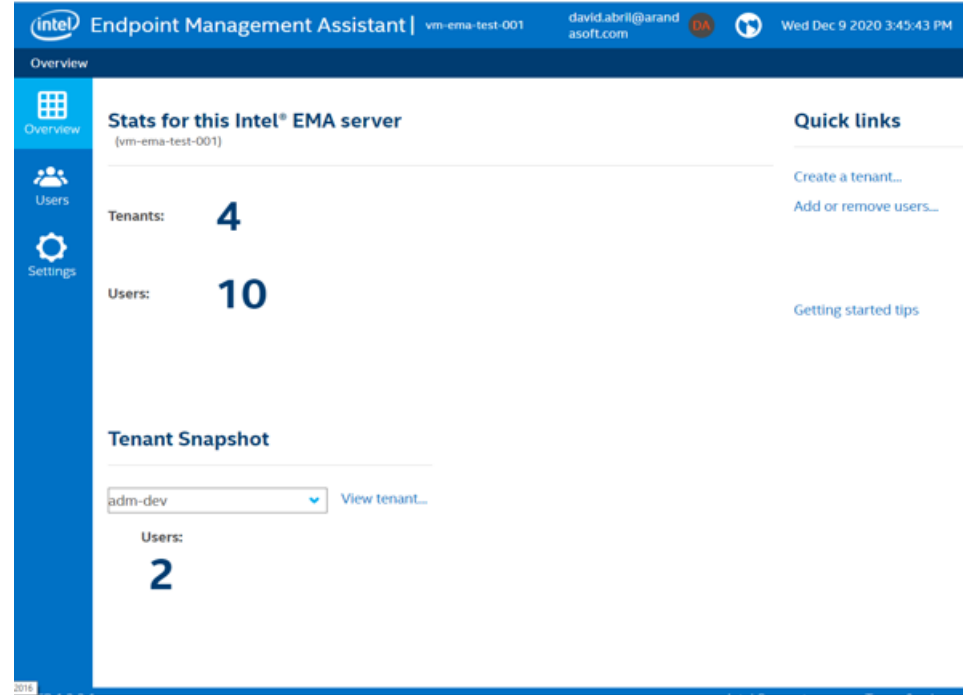 intel Endpoint Management Assistant | vm-ema-test-001
david.abril@arand
asoft.com
DA
Wed Dec 9 2020 3:45:43 PM
Overview
Overview
Users
Settings
Stats for this Intel® EMA server
(vm-ema-test-001)
Tenants: 4
Users: 10
Quick links
Create a tenant...
Add or remove users...
Getting started tips
Tenant Snapshot
adm-dev
View tenant...
Users:
2
2016